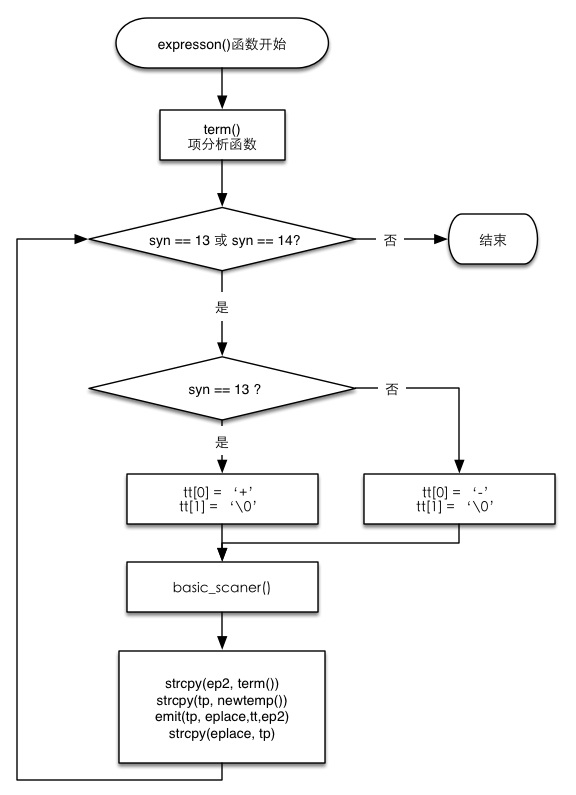 expresson()函数开始
term()
项分析函数
syn == 13 或 syn == 14?
否
结束
是
syn == 13 ?
否
是
tt[0] = ‘+’
tt[1] = ‘\0’
tt[0] = ‘-’
tt[1] = ‘\0’
basic_scaner()
strcpy(ep2, term())
strcpy(tp, newtemp())
emit(tp, eplace,tt,ep2)
strcpy(eplace, tp)